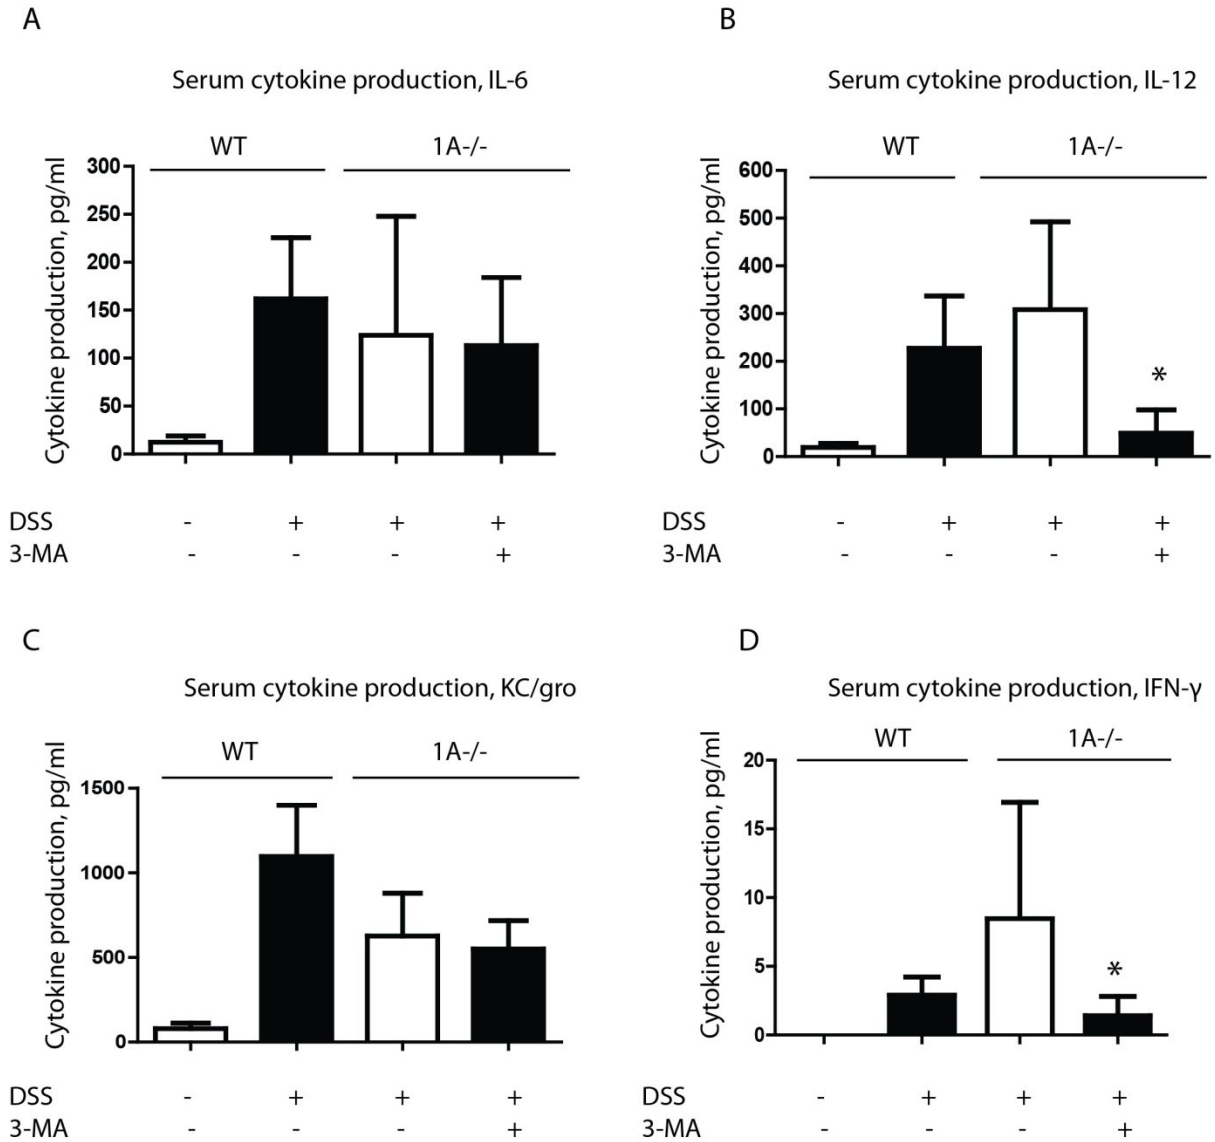 A
Serum cytokine production, IL-6
WT 1A-/-
Cytokine production, pg/ml
300
250
200
150
100
50
0
DSS - + + +
3-MA - - - +
B
Serum cytokine production, IL-12
WT 1A-/-
Cytokine production, pg/ml
600
500
400
300
200
100
0
*
DSS - + + +
3-MA - - - +
C
Serum cytokine production, KC/gro
WT 1A-/-
Cytokine production, pg/ml
1500
1000
500
0
DSS - + + +
3-MA - - - +
D
Serum cytokine production, IFN-γ
WT 1A-/-
Cytokine production, pg/ml
20
15
10
5
0
*
DSS - + + +
3-MA - - - +